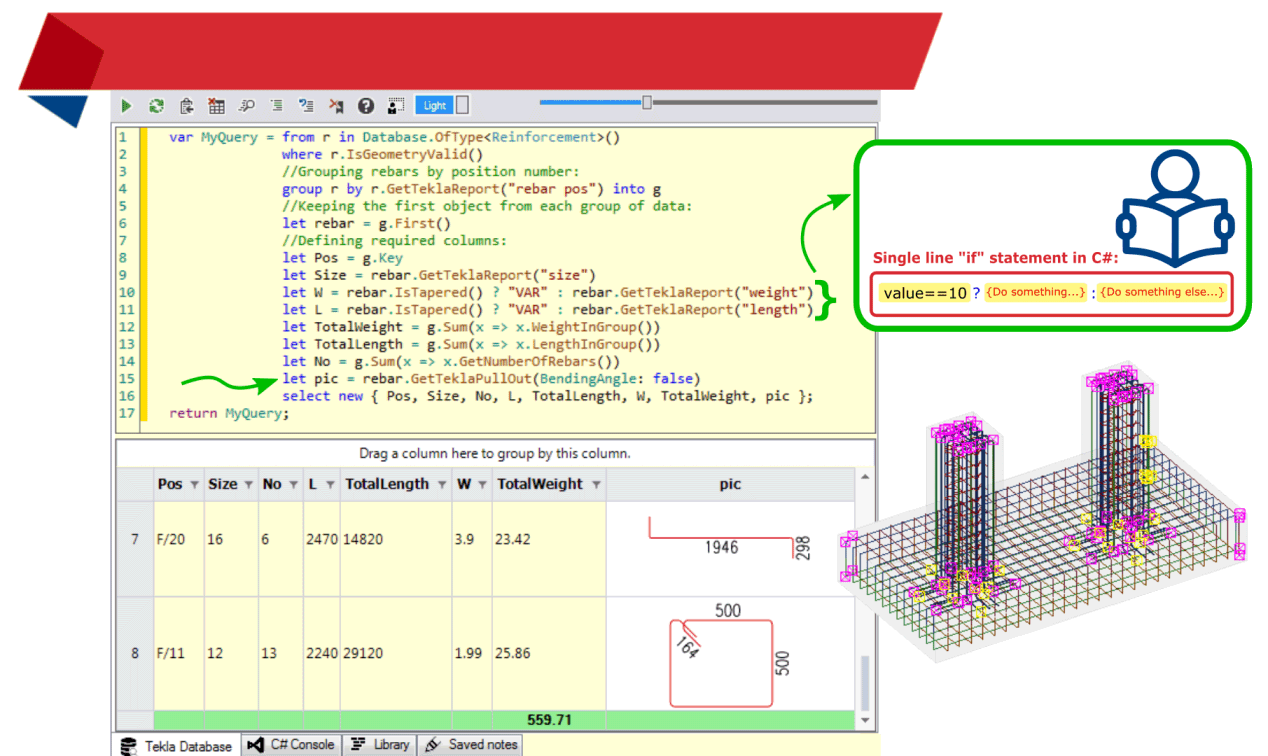 Light
1 var MyQuery = from r in Database.OfType<Reinforcement>()
2 where r.IsGeometryValid()
3 //Grouping rebars by position number:
4 group r by r.GetTeklaReport("rebar pos") into g
5 //Keeping the first object from each group of data:
6 let rebar = g.First()
7 //Defining required columns:
8 let Pos = g.Key
9 let Size = rebar.GetTeklaReport("size")
10 let W = rebar.IsTapered() ? "VAR" : rebar.GetTeklaReport("weight")
11 let L = rebar.IsTapered() ? "VAR" : rebar.GetTeklaReport("length")
12 let TotalWeight = g.Sum(x => x.WeightInGroup())
13 let TotalLength = g.Sum(x => x.LengthInGroup())
14 let No = g.Sum(x => x.GetNumberOfRebars())
15 let pic = rebar.GetTeklaPullOut(BendingAngle: false)
16 select new { Pos, Size, No, L, TotalLength, W, TotalWeight, pic };
17 return MyQuery;
Single line "if" statement in C#:
value==10 ? {Do something...} : {Do something else...}
Drag a column here to group by this column.
Pos Size No L TotalLength W TotalWeight pic
7 F/20 16 6 2470 14820 3.9 23.42 1946 298
8 F/11 12 13 2240 29120 1.99 25.86 500 164 500
559.71
Tekla Database C# Console Library Saved notes